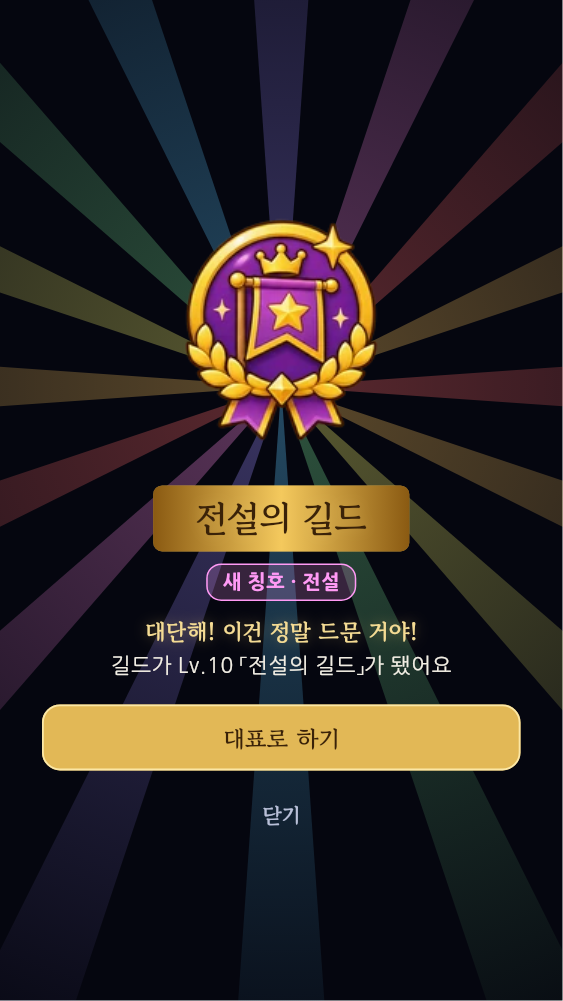 전설의 길드
새 칭호 · 전설
대단해! 이건 정말 드문 거야!
길드가 Lv.10 「전설의 길드」가 됐어요
대표로 하기
닫기